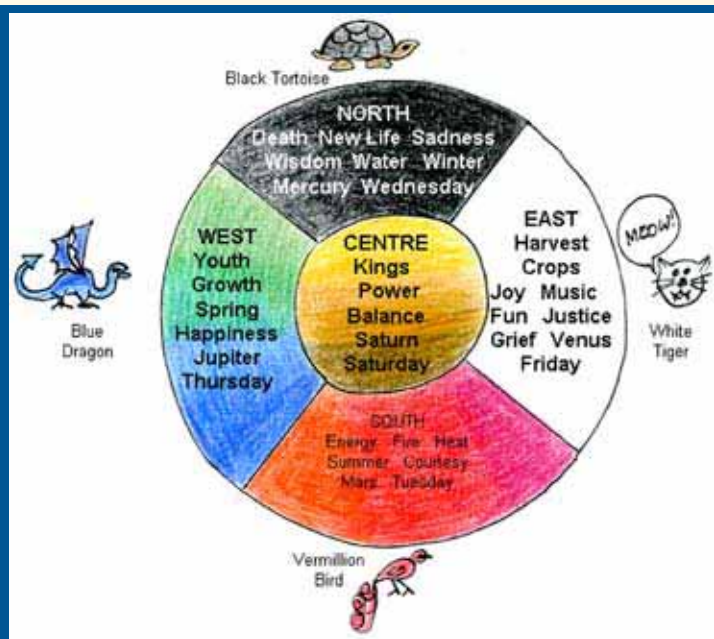 Black Tortoise
NORTH
Death New Life Sadness
Wisdom Water Winter
Mercury Wednesday
WEST
Youth
Growth
Spring
Happiness
Jupiter
Thursday
CENTRE
Kings
Power
Balance
Saturn
Saturday
EAST
Harvest
Crops
Joy Music
Fun Justice
Grief Venus
Friday
MEOW!
Blue
Dragon
White
Tiger
SOUTH
Energy Fire Heat
Summer Courtesy
Mars Tuesday
Vermillion
Bird